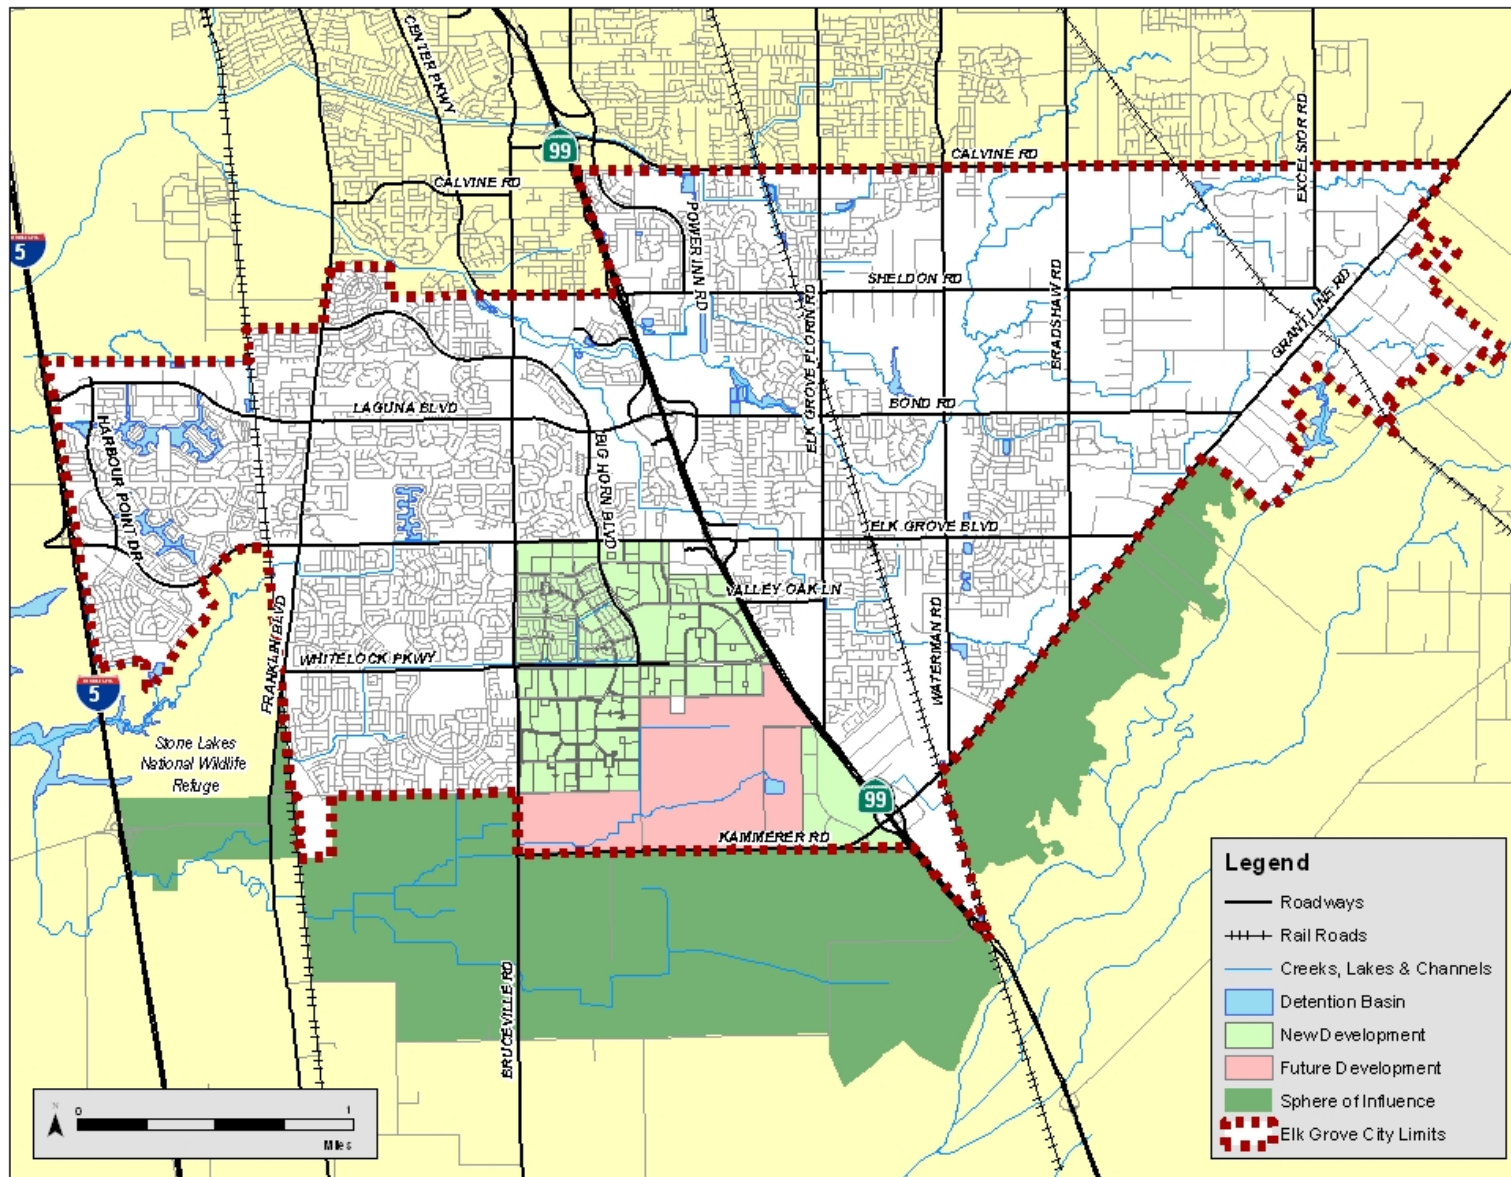 CENTER PKWY
99
CALVINE RD
EXCELSIOR RD
CALVINE RD
POWER INN RD
5
SHELDON RD
ELK GROVE FLORIN RD
BRADSHAW RD
GRANT LINE RD
LAGUNA BLVD
BOND RD
HARBOUR POINT DR
BIG HORN BLVD
ELK GROVE BLVD
VALLEY OAK LN
FRANKLIN BLVD
WATERMAN RD
WHITELOCK PKWY
5
Stone Lakes
National Wildlife
Refuge
99
KAMMERER RD
BRUCEVILLE RD
Legend
Roadways
Rail Roads
Creeks, Lakes & Channels
Detention Basin
New Development
Future Development
Sphere of Influence
Elk Grove City Limits
N
0 1
Miles